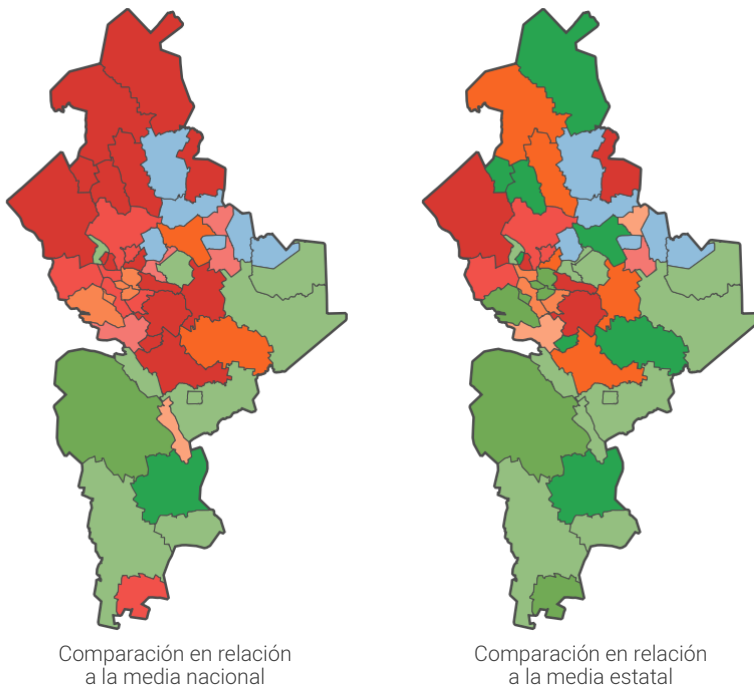 Comparación en relación
a la media nacional
Comparación en relación
a la media estatal